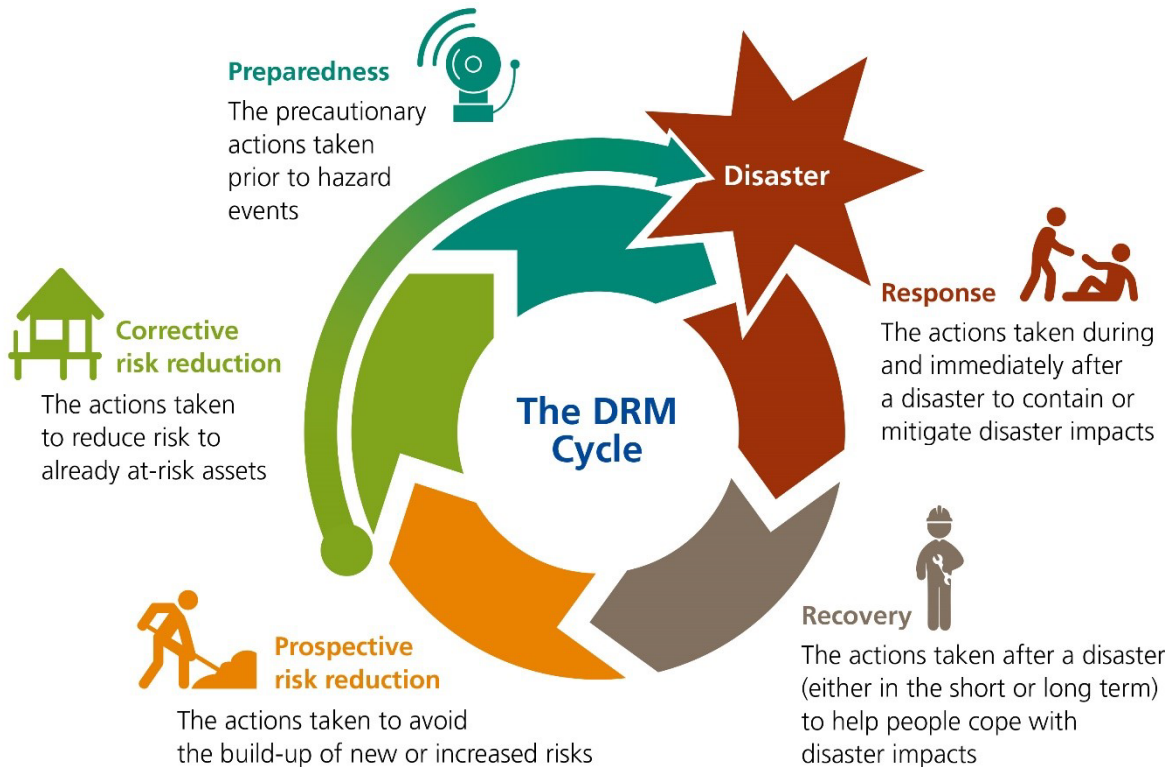 Preparedness
The precautionary
actions taken
prior to hazard
events
Disaster
Response
The actions taken during
and immediately after
a disaster to contain or
mitigate disaster impacts
Corrective
risk reduction
The actions taken
to reduce risk to
already at-risk assets
The DRM
Cycle
Recovery
The actions taken after a disaster
(either in the short or long term)
to help people cope with
disaster impacts
Prospective
risk reduction
The actions taken to avoid
the build-up of new or increased risks